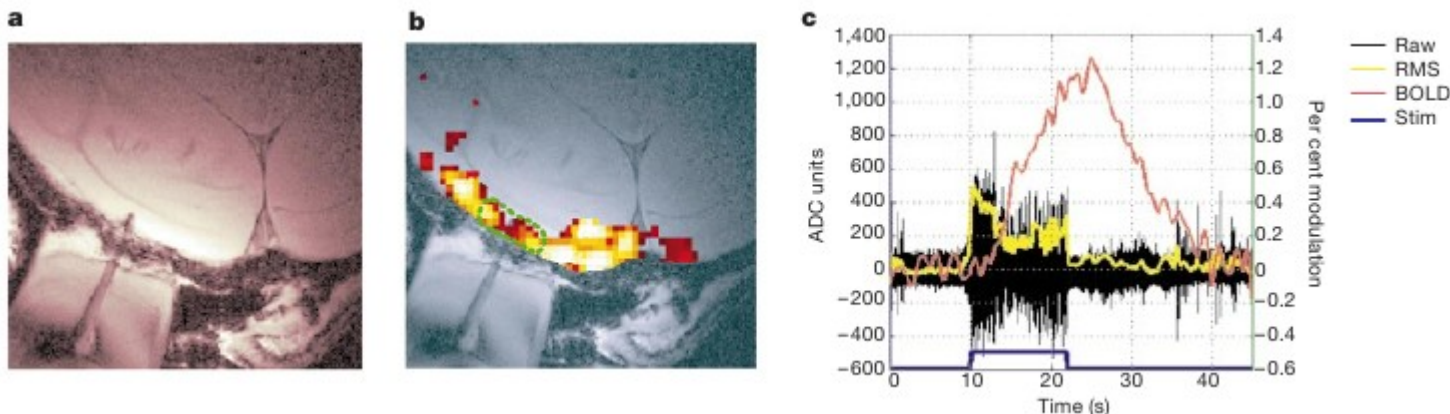 a
b
c
1,400
1,200
1,000
800
600
400
200
0
−200
−400
−600
ADC units
1.4
1.2
1.0
0.8
0.6
0.4
0.2
0
−0.2
−0.4
−0.6
Per cent modulation
0
10
20
30
40
Time (s)
Raw
RMS
BOLD
Stim